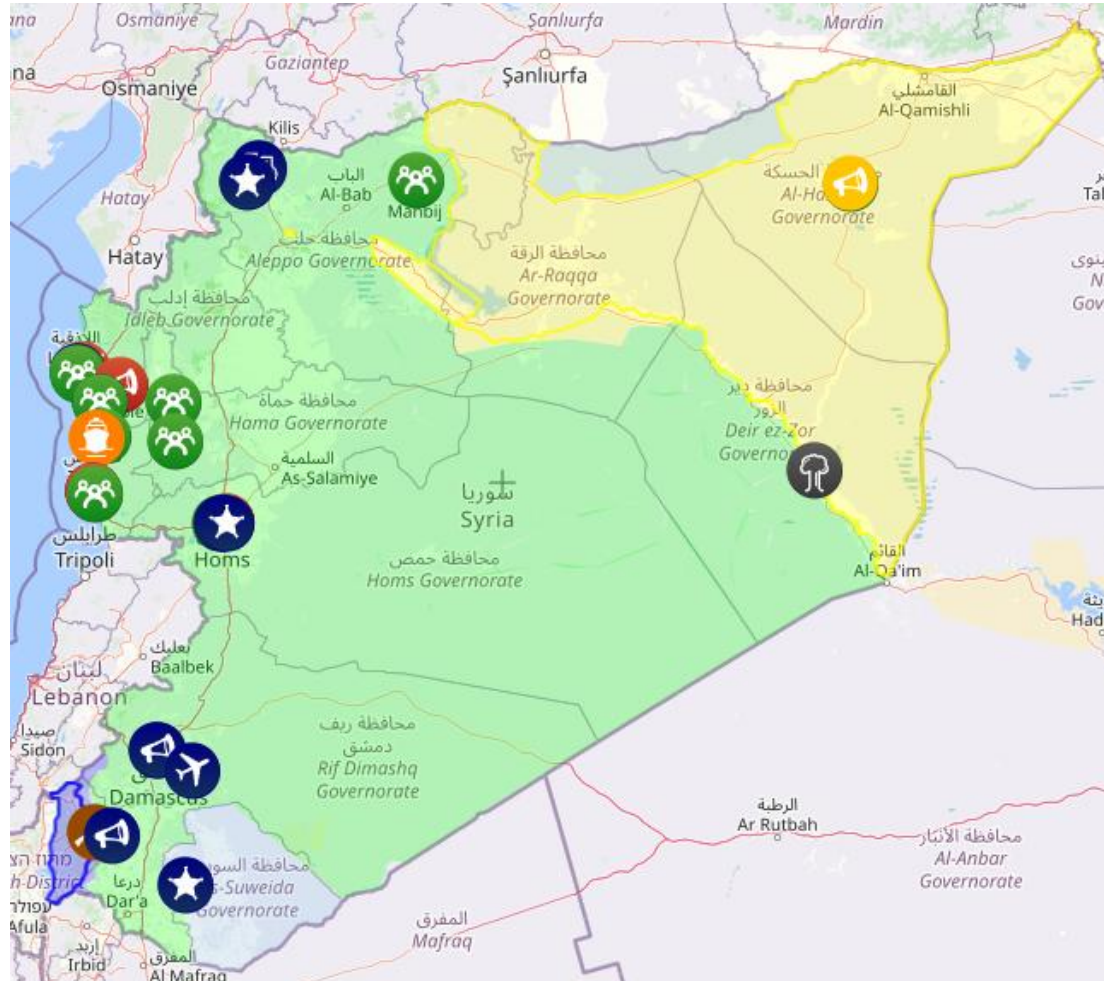 Osmaniye
Şanlıurfa
Mardin
Gaziantep
Osmaniye
Şanlıurfa
القامشلي
Al-Qamishli
Kilis
الباب
Al-Bab
Manbij
الحسكة
Governorate
Hatay
Hatay
محافظة حلب
Aleppo Governorate
محافظة الرقة
Ar-Raqqa
Governorate
محافظة إدلب
Idleb Governorate
اللاذقية
محافظة حماة
Hama Governorate
محافظة دير
الزور
Deir ez-Zor
السلمية
As-Salamiye
سوريا
Syria
طرابلس
Tripoli
Homs
محافظة حمص
Homs Governorate
القائم
Al-Qa'im
بعلبك
Baalbek
لبنان
Lebanon
صيدا
Sidon
محافظة ريف
دمشق
Rif Dimashq
Governorate
Damascus
الرطبة
Ar Rutbah
محافظة الأنبار
Al-Anbar
Governorate
درعا
Dar'a
Governorate
Afula
إربد
Irbid
المفرق
Al Mafraq
المفرق
Mafraq